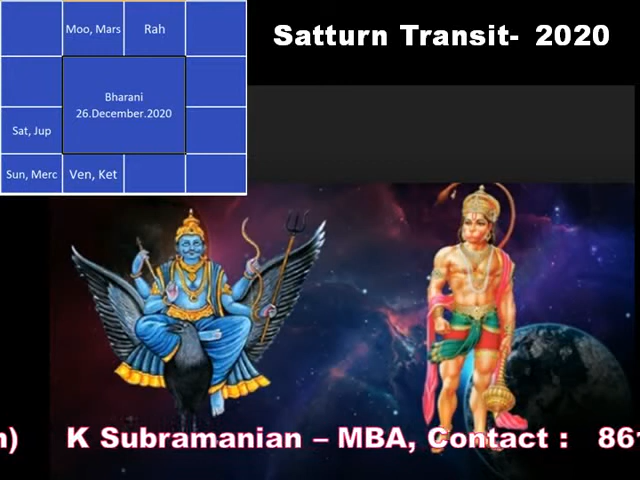 Moo, Mars Rah
Satturn Transit- 2020
Bharani
26.December.2020
Sat, Jup
Sun, Merc Ven, Ket
K Subramanian – MBA, Contact :